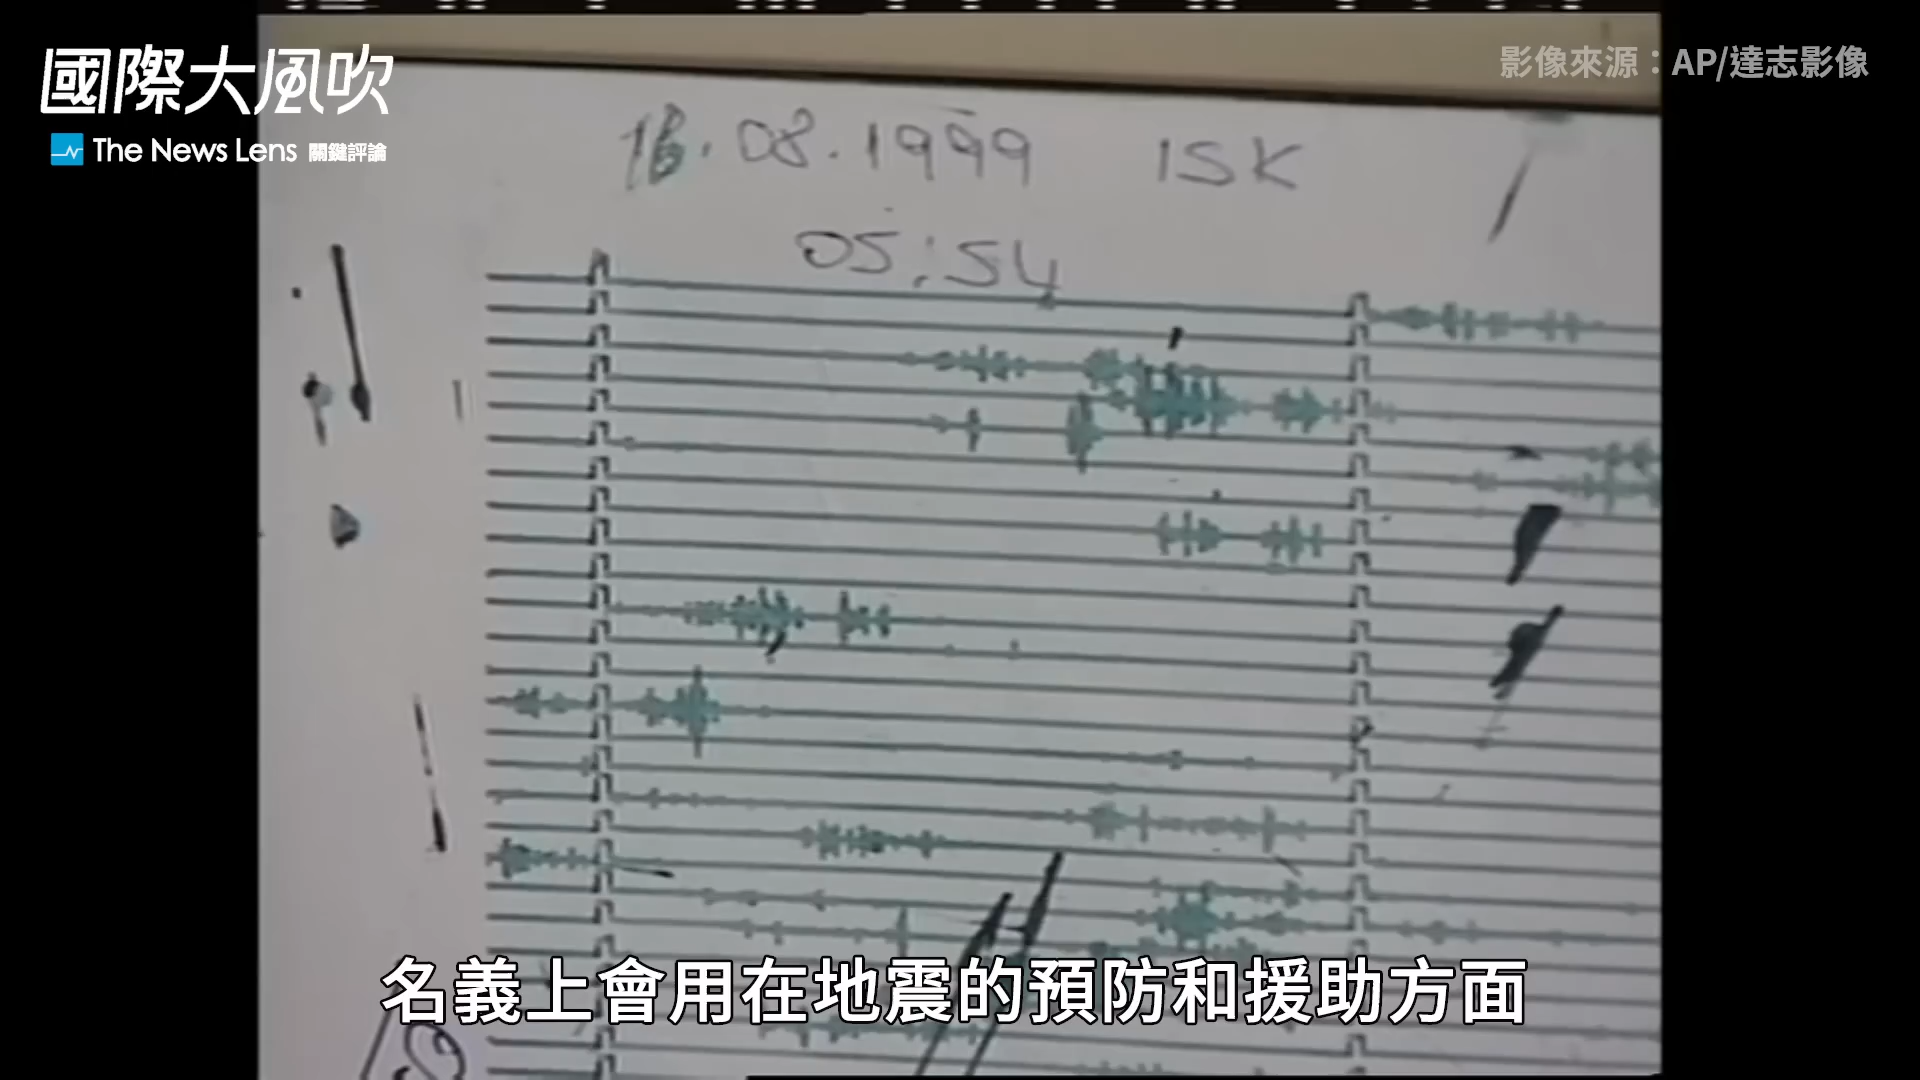 國際大風吹
The News Lens 關鍵評論
影像來源：AP/達志影像
16.08.1999 ISK
05:54
名義上會用在地震的預防和援助方面